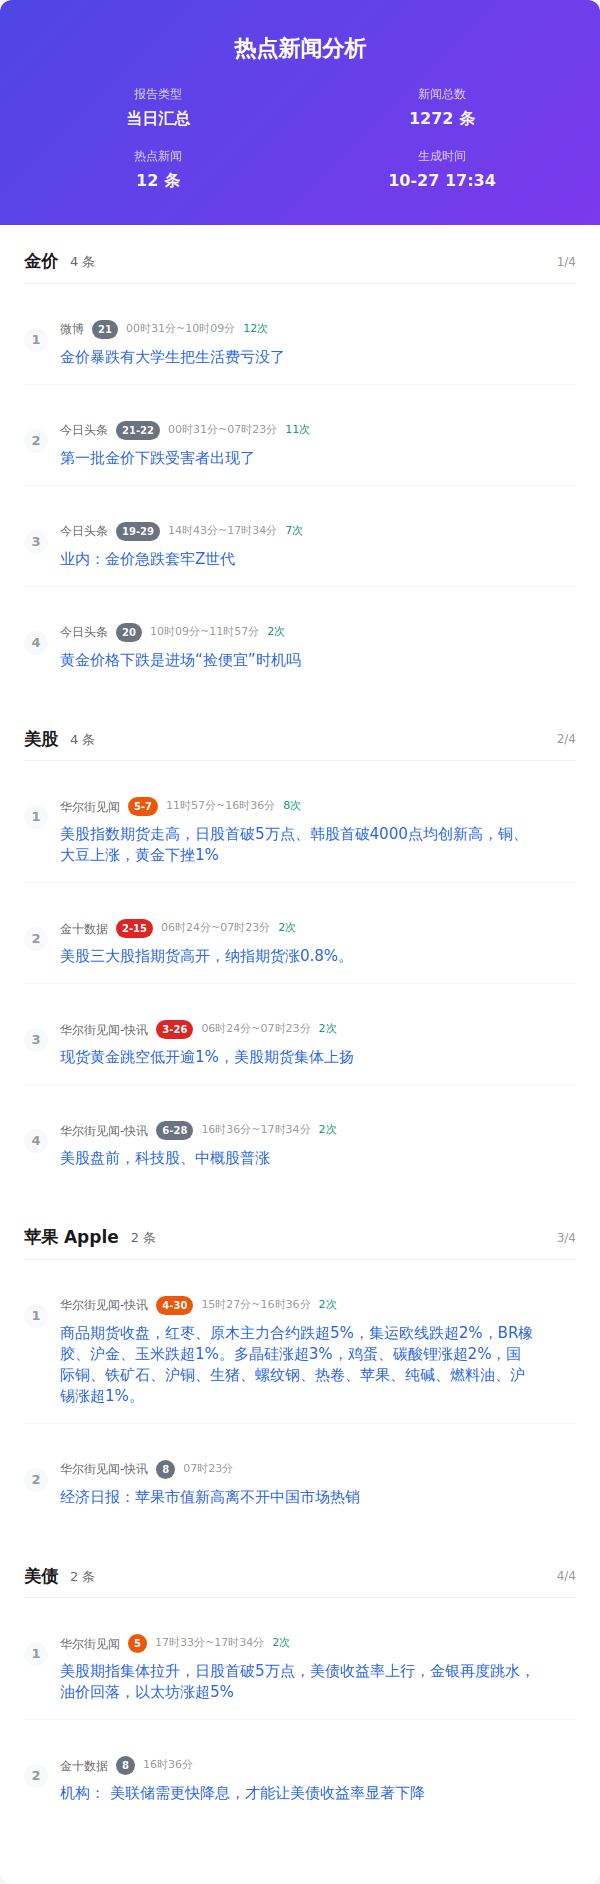 热点新闻分析
报告类型
当日汇总
新闻总数
1272 条
热点新闻
12 条
生成时间
10-27 17:34
金价 4 条 1/4
1
微博 21 00时31分~10时09分 12次
金价暴跌有大学生把生活费亏没了
2
今日头条 21-22 00时31分~07时23分 11次
第一批金价下跌受害者出现了
3
今日头条 19-29 14时43分~17时34分 7次
业内：金价急跌套牢Z世代
4
今日头条 20 10时09分~11时57分 2次
黄金价格下跌是进场“捡便宜”时机吗
美股 4 条 2/4
1
华尔街见闻 5-7 11时57分~16时36分 8次
美股指数期货走高，日股首破5万点、韩股首破4000点均创新高，铜、
大豆上涨，黄金下挫1%
2
金十数据 2-15 06时24分~07时23分 2次
美股三大股指期货高开，纳指期货涨0.8%。
3
华尔街见闻-快讯 3-26 06时24分~07时23分 2次
现货黄金跳空低开逾1%，美股期货集体上扬
4
华尔街见闻-快讯 6-28 16时36分~17时34分 2次
美股盘前，科技股、中概股普涨
苹果 Apple 2 条 3/4
1
华尔街见闻-快讯 4-30 15时27分~16时36分 2次
商品期货收盘，红枣、原木主力合约跌超5%，集运欧线跌超2%，BR橡
胶、沪金、玉米跌超1%。多晶硅涨超3%，鸡蛋、碳酸锂涨超2%，国
际铜、铁矿石、沪铜、生猪、螺纹钢、热卷、苹果、纯碱、燃料油、沪
锡涨超1%。
2
华尔街见闻-快讯 8 07时23分
经济日报：苹果市值新高离不开中国市场热销
美债 2 条 4/4
1
华尔街见闻 5 17时33分~17时34分 2次
美股期指集体拉升，日股首破5万点，美债收益率上行，金银再度跳水，
油价回落，以太坊涨超5%
2
金十数据 8 16时36分
机构： 美联储需更快降息，才能让美债收益率显著下降